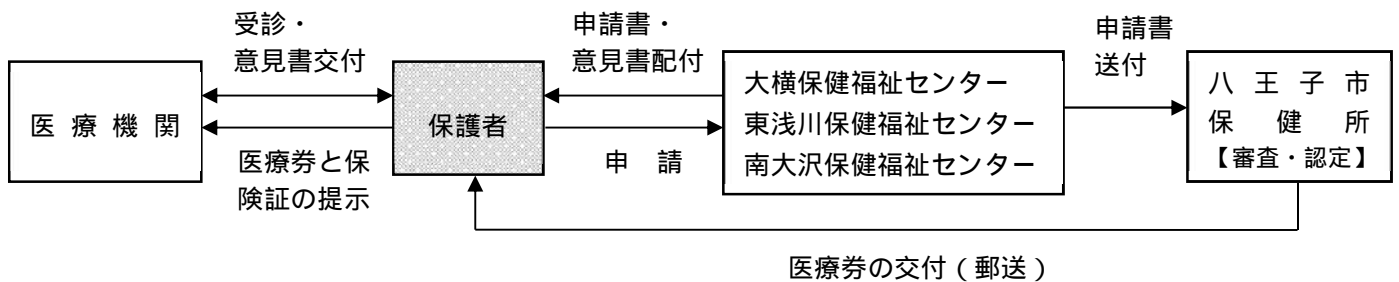 受診・
意見書交付
申請書・
意見書配付
申請書
送付
医療機関
保護者
大横保健福祉センター
東浅川保健福祉センター
南大沢保健福祉センター
八王子市
保健所
【審査・認定】
医療券と保
険証の提示
申請
医療券の交付（郵送）